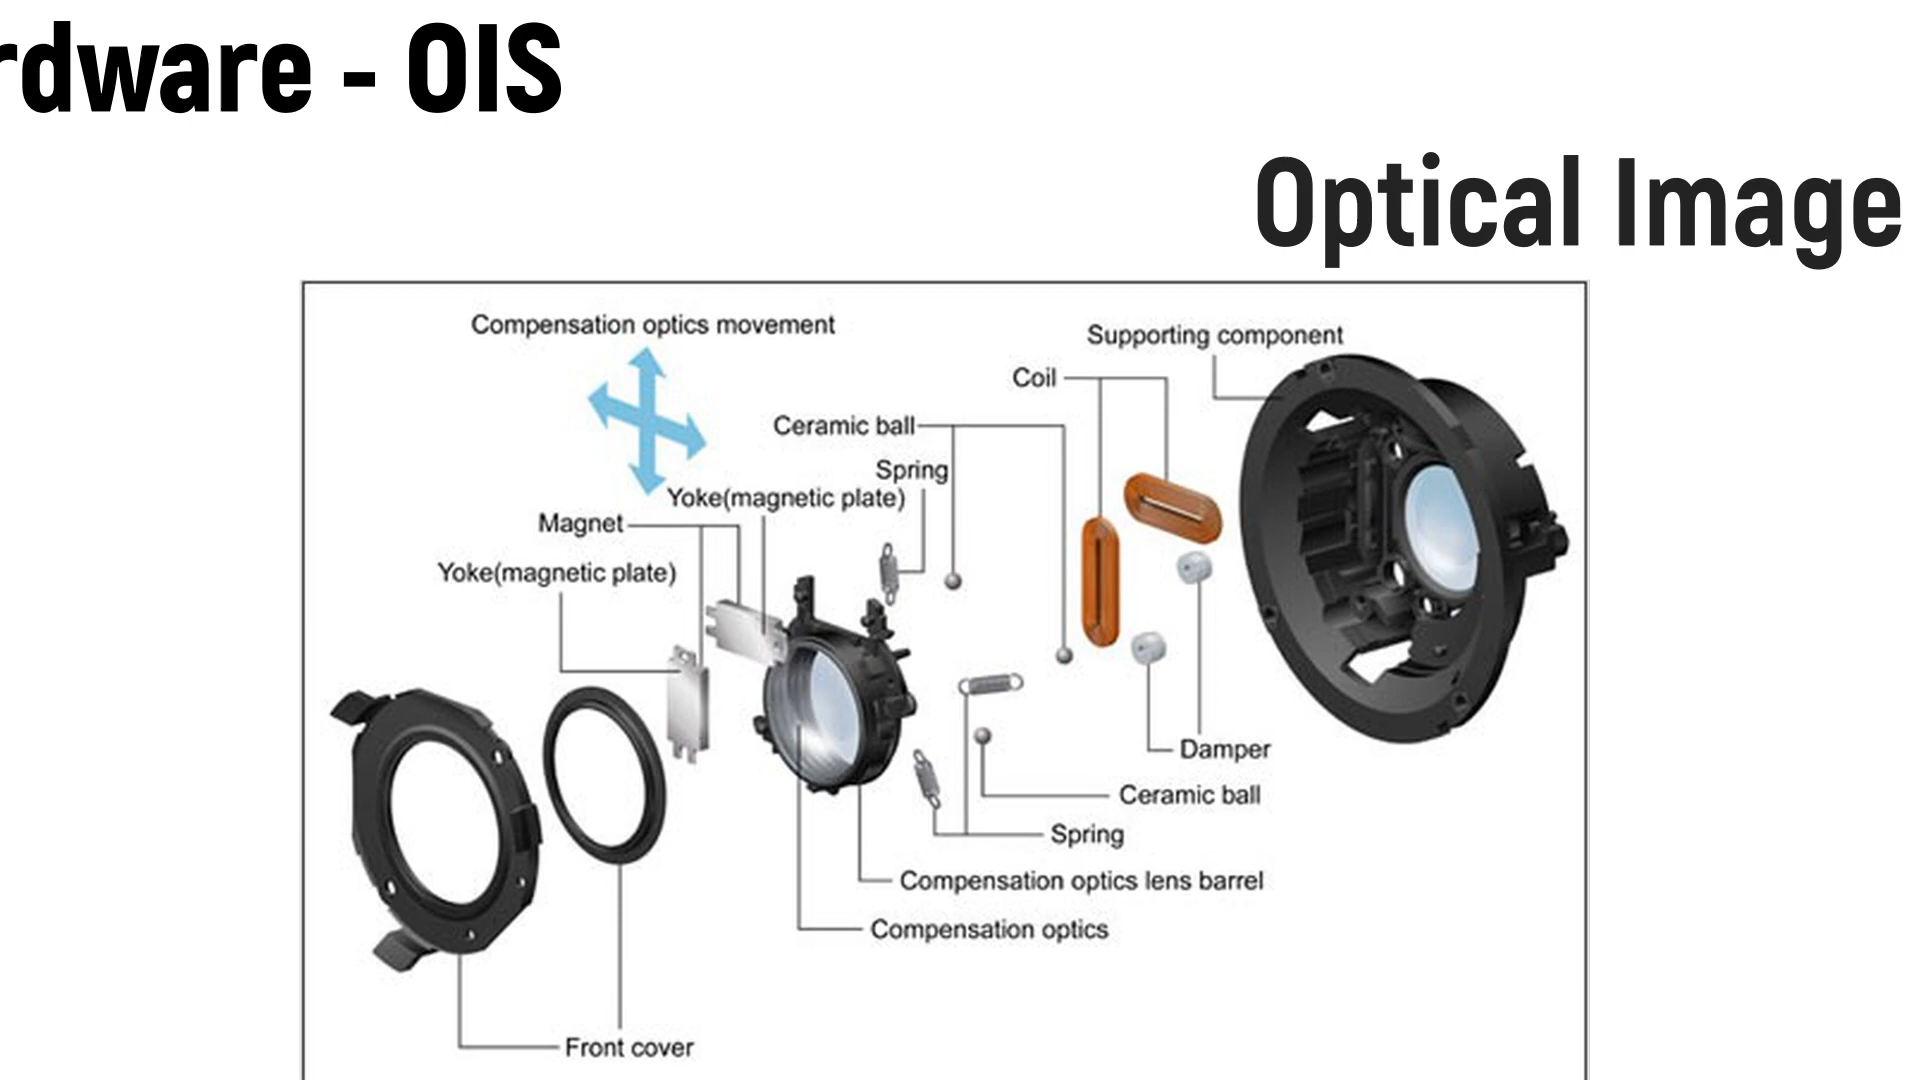 rdware - OIS
Optical Image
Compensation optics movement
Supporting component
Coil
Ceramic ball
Spring
Yoke(magnetic plate)
Magnet
Yoke(magnetic plate)
Damper
Ceramic ball
Spring
Compensation optics lens barrel
Compensation optics
Front cover